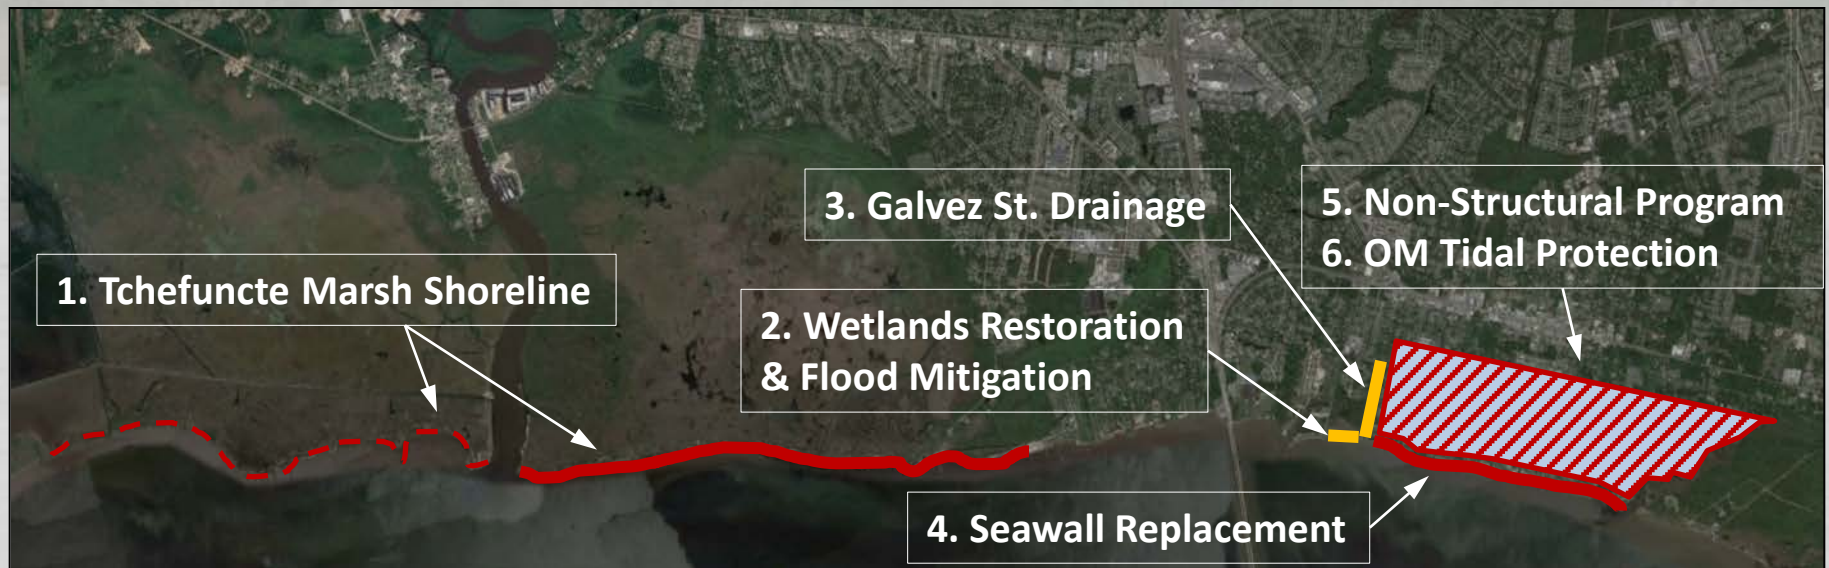 1. Tchefuncte Marsh Shoreline
2. Wetlands Restoration
& Flood Mitigation
3. Galvez St. Drainage
4. Seawall Replacement
5. Non-Structural Program
6. OM Tidal Protection